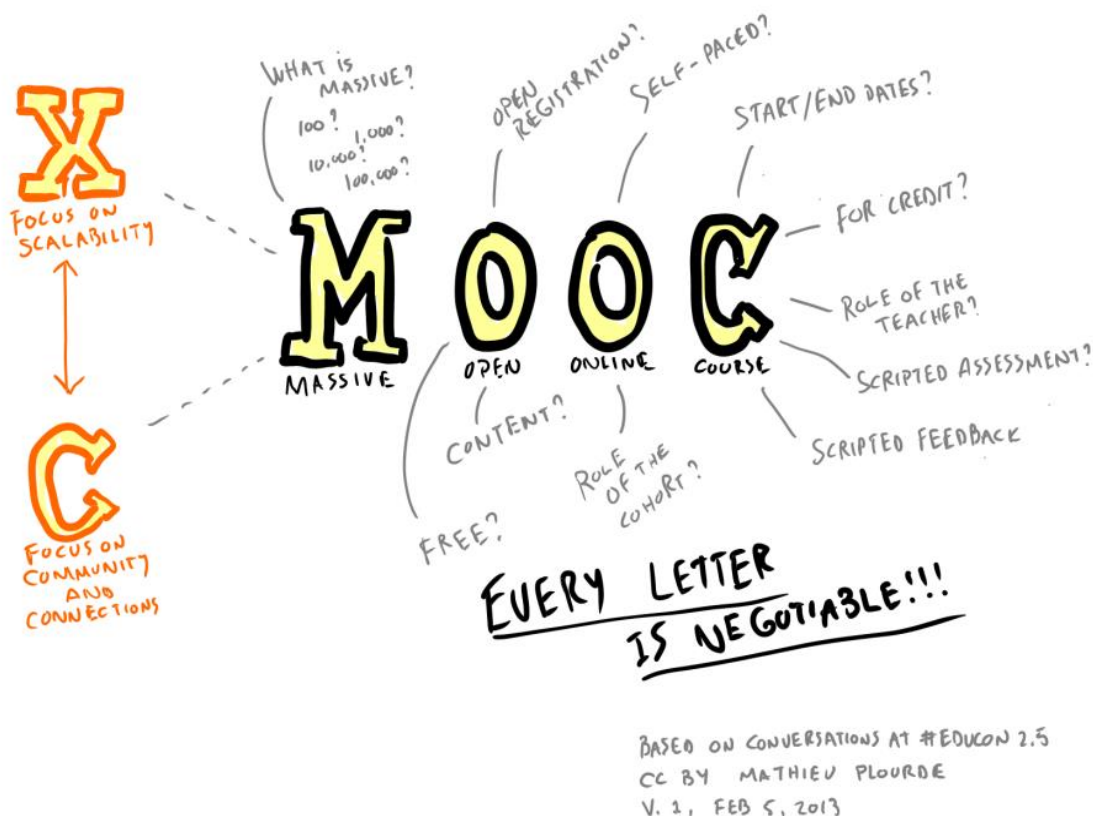 X
FOCUS ON
SCALABILITY
C
FOCUS ON
COMMUNITY
AND
CONNECTIONS
WHAT IS
MASSIVE?
100?
1,000?
10,000?
100,000?
OPEN
REGISTRATION?
SELF-PACED?
START/END DATES?
FOR CREDIT?
ROLE OF THE
TEACHER?
SCRIPTED ASSESSMENT?
SCRIPTED FEEDBACK
MOOC
MASSIVE OPEN ONLINE COURSE
CONTENT?
FREE?
ROLE
OF THE
COHORT?
EVERY LETTER
IS NEGOTIABLE!!!
BASED ON CONVERSATIONS AT #EDUCON 2.5
CC BY MATHIEU PLOURDE
V. 1, FEB 5, 2013